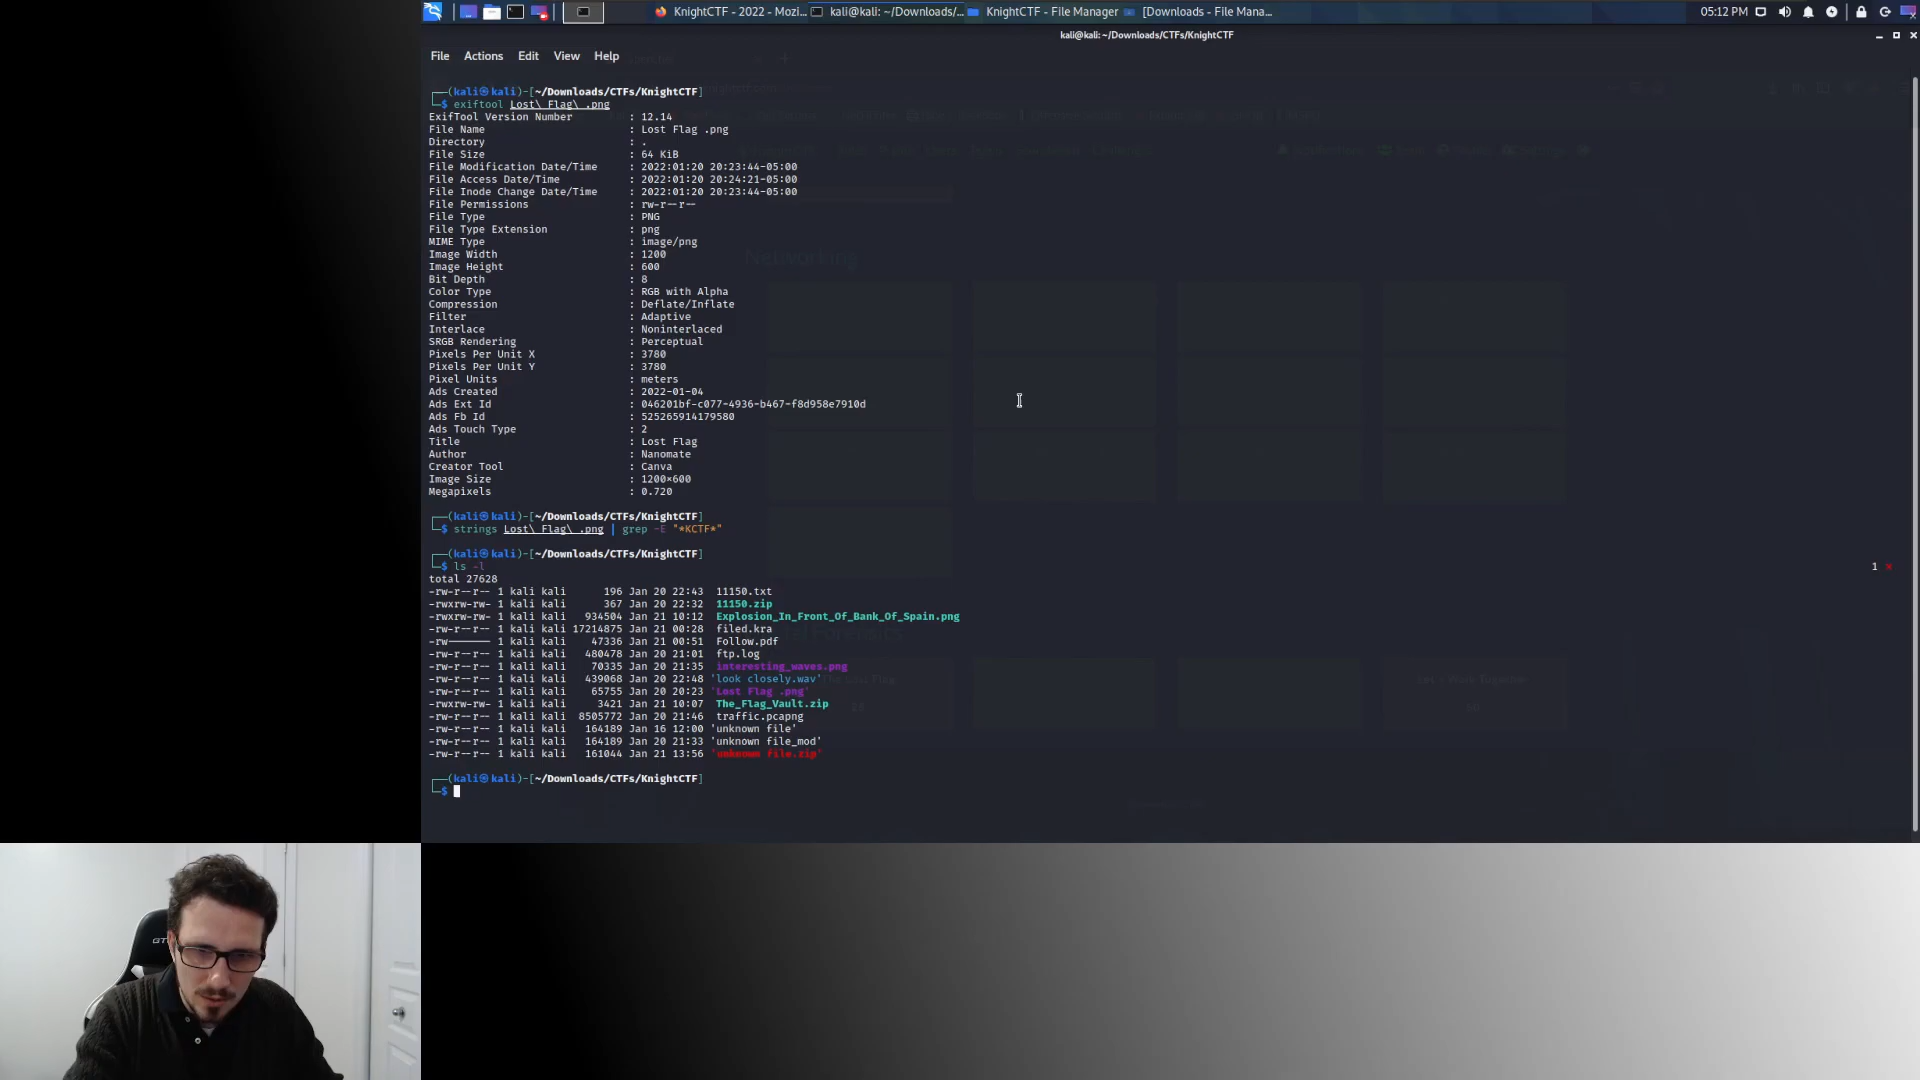 KnightCTF - 2022 - Mozi...
kali@kali: ~/Downloads/...
KnightCTF - File Manager
[Downloads - File Mana...
05:12 PM
kali@kali: ~/Downloads/CTFs/KnightCTF
File Actions Edit View Help
┌──(kali㉿kali)-[~/Downloads/CTFs/KnightCTF]
└─$ exiftool Lost\ Flag\ .png
ExifTool Version Number : 12.14
File Name : Lost Flag .png
Directory : .
File Size : 64 KiB
File Modification Date/Time : 2022:01:20 20:23:44-05:00
File Access Date/Time : 2022:01:20 20:24:21-05:00
File Inode Change Date/Time : 2022:01:20 20:23:44-05:00
File Permissions : rw-r--r--
File Type : PNG
File Type Extension : png
MIME Type : image/png
Image Width : 1200
Image Height : 600
Bit Depth : 8
Color Type : RGB with Alpha
Compression : Deflate/Inflate
Filter : Adaptive
Interlace : Noninterlaced
SRGB Rendering : Perceptual
Pixels Per Unit X : 3780
Pixels Per Unit Y : 3780
Pixel Units : meters
Ads Created : 2022-01-04
Ads Ext Id : 046201bf-c077-4936-b467-f8d958e7910d
Ads Fb Id : 525265914179580
Ads Touch Type : 2
Title : Lost Flag
Author : Nanomate
Creator Tool : Canva
Image Size : 1200×600
Megapixels : 0.720
┌──(kali㉿kali)-[~/Downloads/CTFs/KnightCTF]
└─$ strings Lost\ Flag\ .png | grep -E "*KCTF*"
┌──(kali㉿kali)-[~/Downloads/CTFs/KnightCTF]
└─$ ls -l 1 ×
total 27628
-rw-r--r-- 1 kali kali 196 Jan 20 22:43 11150.txt
-rwxrw-rw- 1 kali kali 367 Jan 20 22:32 11150.zip
-rwxrw-rw- 1 kali kali 934504 Jan 21 10:12 Explosion_In_Front_Of_Bank_Of_Spain.png
-rw-r--r-- 1 kali kali 17214875 Jan 21 00:28 filed.kra
-rw------- 1 kali kali 47336 Jan 21 00:51 Follow.pdf
-rw-r--r-- 1 kali kali 480478 Jan 20 21:01 ftp.log
-rw-r--r-- 1 kali kali 70335 Jan 20 21:35 interesting_waves.png
-rw-r--r-- 1 kali kali 439068 Jan 20 22:48 'look closely.wav'
-rw-r--r-- 1 kali kali 65755 Jan 20 20:23 'Lost Flag .png'
-rwxrw-rw- 1 kali kali 3421 Jan 21 10:07 The_Flag_Vault.zip
-rw-r--r-- 1 kali kali 8505772 Jan 20 21:46 traffic.pcapng
-rw-r--r-- 1 kali kali 164189 Jan 16 12:00 'unknown file'
-rw-r--r-- 1 kali kali 164189 Jan 20 21:33 'unknown file_mod'
-rw-r--r-- 1 kali kali 161044 Jan 21 13:56 'unknown file.zip'
┌──(kali㉿kali)-[~/Downloads/CTFs/KnightCTF]
└─$
Networking